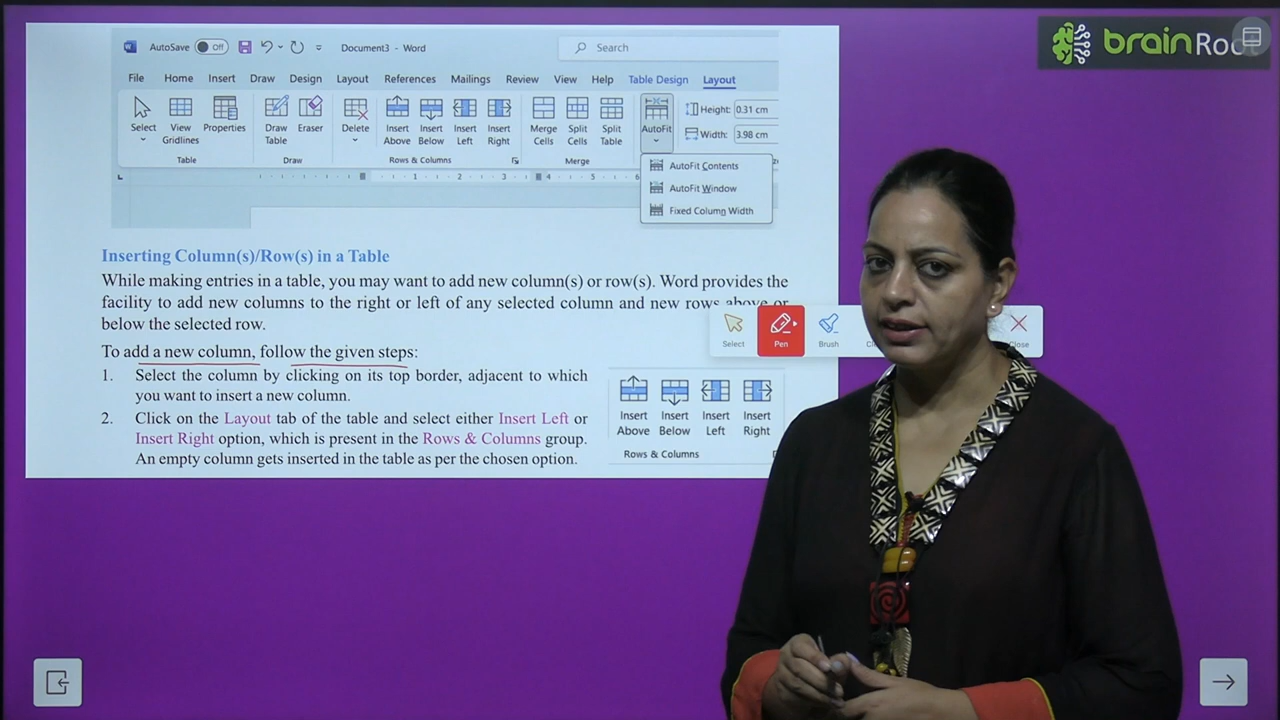 AutoSave Off Document3 - Word Search
File Home Insert Draw Design Layout References Mailings Review View Help Table Design Layout
Select View Gridlines Properties Draw Table Eraser Delete Insert Above Insert Below Insert Left Insert Right Merge Cells Split Cells Split Table AutoFit Height: 0.31 cm
Width: 3.98 cm
Table Draw Rows & Columns Merge
AutoFit Contents
AutoFit Window
Fixed Column Width
1 2 3 4 5 6
brainRo
Inserting Column(s)/Row(s) in a Table
While making entries in a table, you may want to add new column(s) or row(s). Word provides the
facility to add new columns to the right or left of any selected column and new rows above or
below the selected row.
Select Pen Brush Close
To add a new column, follow the given steps:
1. Select the column by clicking on its top border, adjacent to which
you want to insert a new column.
2. Click on the Layout tab of the table and select either Insert Left or
Insert Right option, which is present in the Rows & Columns group.
An empty column gets inserted in the table as per the chosen option.
Insert Above Insert Below Insert Left Insert Right
Rows & Columns